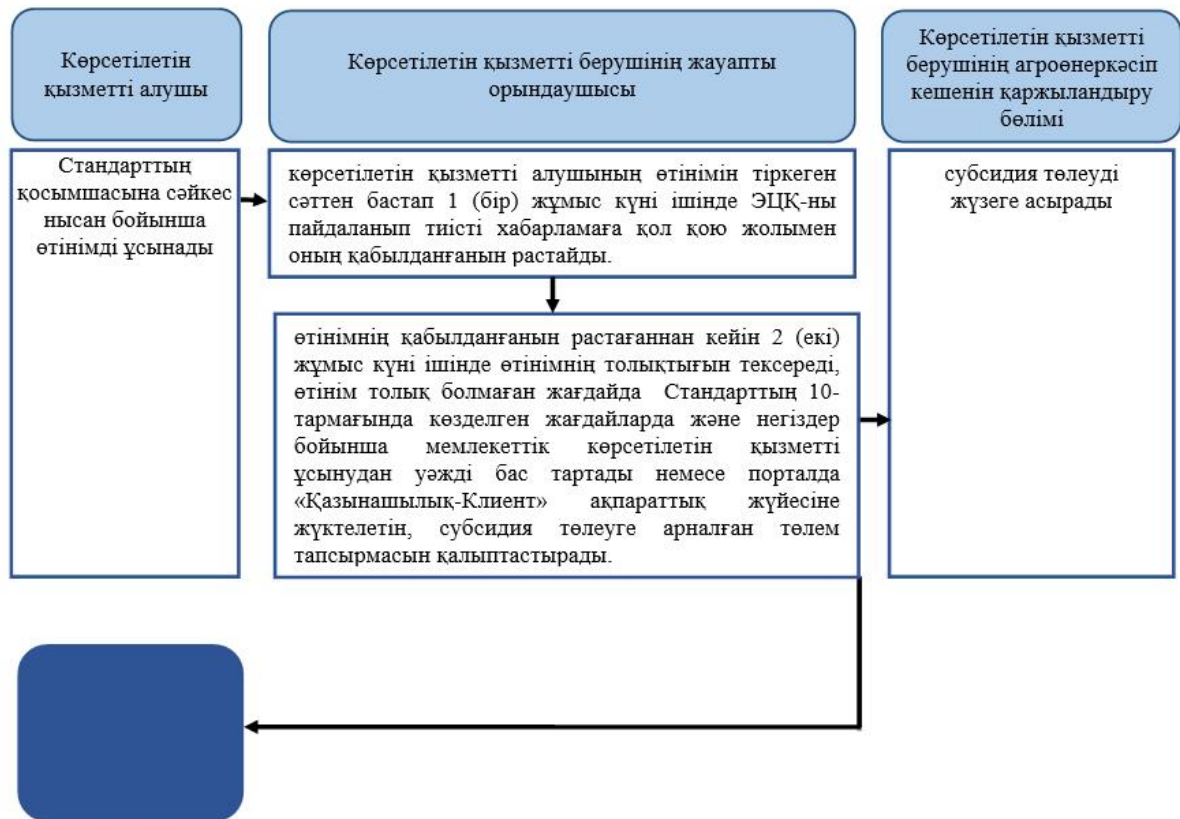 Көрсетілетін
қызметті алушы
Көрсетілетін қызметті берушінің жауапты
орындаушысы
Көрсетілетін қызметті
берушінің агроөнеркәсіп
кешенін қаржыландыру
бөлімі
Стандарттың
қосымшасына сәйкес
нысан бойынша
өтінімді ұсынады
көрсетілетін қызметті алушының өтінімін тіркеген
сәттен бастап 1 (бір) жұмыс күні ішінде ЭЦҚ-ны
пайдаланып тиісті хабарламаға қол қою жолымен
оның қабылданғанын растайды.
өтінімнің қабылданғанын растағаннан кейін 2 (екі)
жұмыс күні ішінде өтінімнің толықтығын тексереді,
өтінім толық болмаған жағдайда Стандарттың 10-
тармағында көзделген жағдайларда және негіздер
бойынша мемлекеттік көрсетілетін қызметті
ұсынудан уәжді бас тартады немесе порталда
«Қазынашылық-Клиент» ақпараттық жүйесіне
жүктелетін, субсидия төлеуге арналған төлем
тапсырмасын қалыптастырады.
субсидия төлеуді
жүзеге асырады